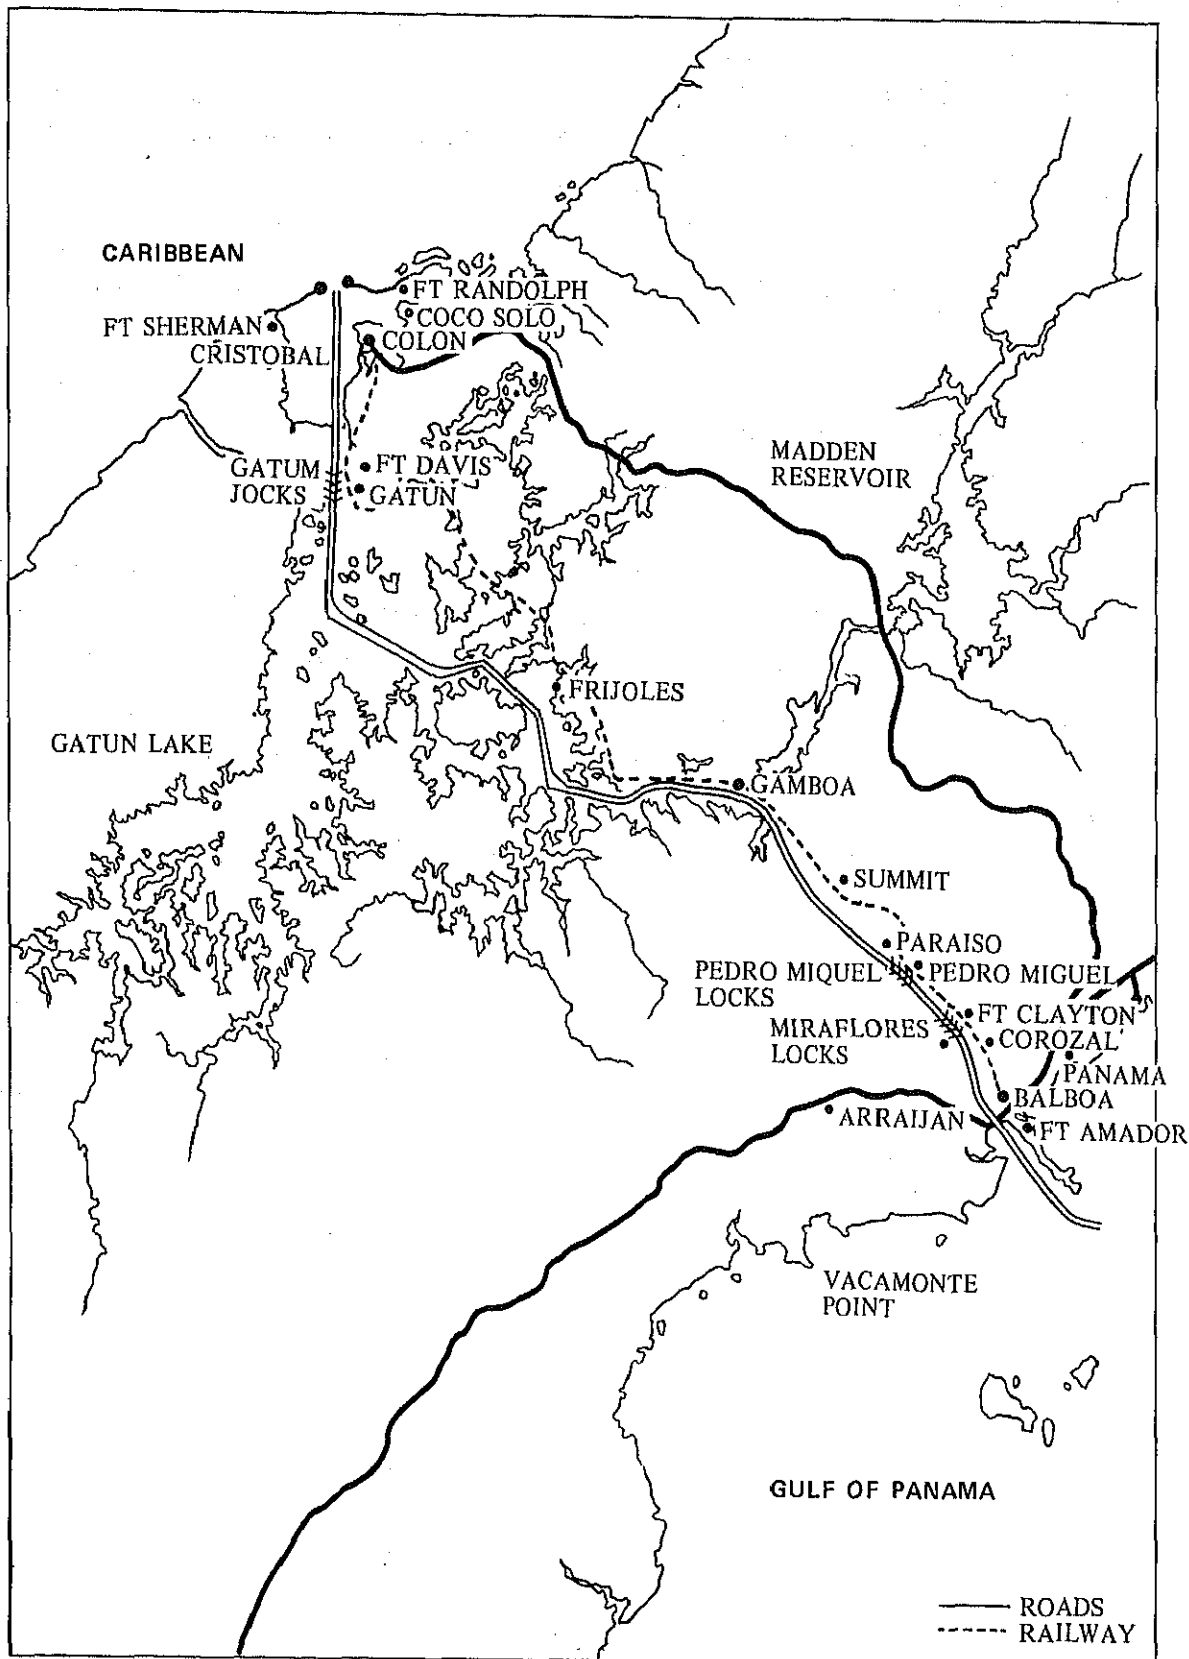 CARIBBEAN
FT RANDOLPH
COCO SOLO
FT SHERMAN
CRISTOBAL
COLON
MADDEN
RESERVOIR
GATUM
JOCKS
FT DAVIS
GATUN
FRIJOLES
GATUN LAKE
GAMBOA
SUMMIT
PARAISO
PEDRO MIQUEL
LOCKS
PEDRO MIGUEL
FT CLAYTON
MIRAFLORES
LOCKS
COROZAL
PANAMA
BALBOA
ARRAIJAN
FT AMADOR
VACAMONTE
POINT
GULF OF PANAMA
ROADS
RAILWAY